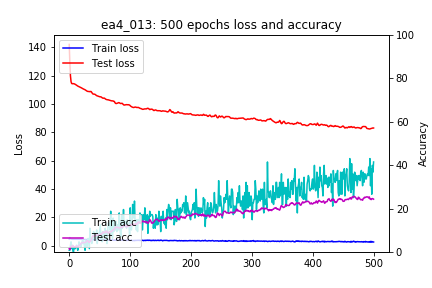 ea4_013: 500 epochs loss and accuracy
Train loss
Test loss
Train acc
Test acc
Loss
140
120
100
80
60
40
20
0
Accuracy
100
80
60
40
20
0
0 100 200 300 400 500